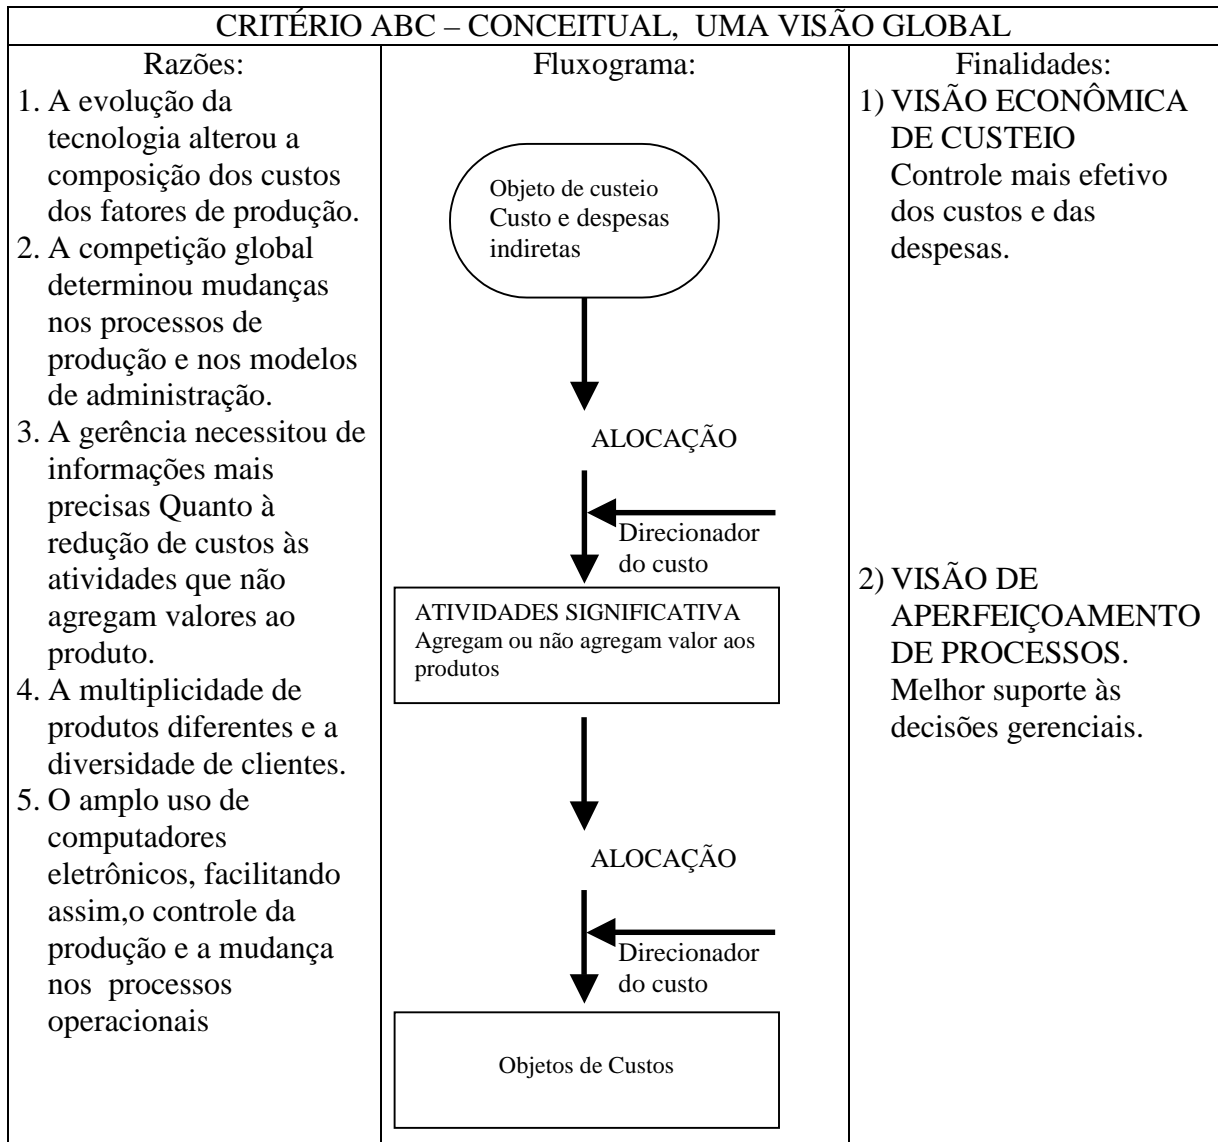 CRITÉRIO ABC – CONCEITUAL, UMA VISÃO GLOBAL
Razões:
1. A evolução da
tecnologia alterou a
composição dos custos
dos fatores de produção.
2. A competição global
determinou mudanças
nos processos de
produção e nos modelos
de administração.
3. A gerência necessitou de
informações mais
precisas Quanto à
redução de custos às
atividades que não
agregam valores ao
produto.
4. A multiplicidade de
produtos diferentes e a
diversidade de clientes.
5. O amplo uso de
computadores
eletrônicos, facilitando
assim,o controle da
produção e a mudança
nos processos
operacionais
Fluxograma:
Objeto de custeio
Custo e despesas
indiretas
ALOCAÇÃO
Direcionador
do custo
ATIVIDADES SIGNIFICATIVA
Agregam ou não agregam valor aos
produtos
ALOCAÇÃO
Direcionador
do custo
Objetos de Custos
Finalidades:
1) VISÃO ECONÔMICA
DE CUSTEIO
Controle mais efetivo
dos custos e das
despesas.
2) VISÃO DE
APERFEIÇOAMENTO
DE PROCESSOS.
Melhor suporte às
decisões gerenciais.